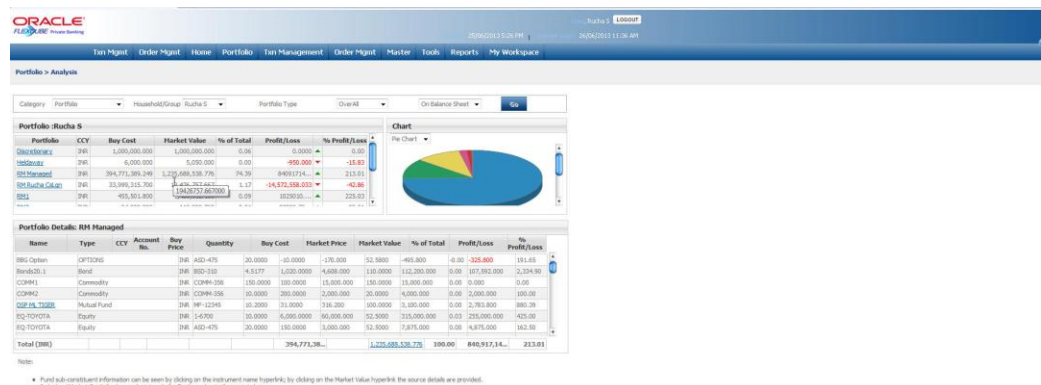 ORACLE
FLEXCUBE Private Banking
Rucha S LOGOUT
25/06/2013 5:26 PM | 26/06/2013 11:06 AM
Txn Mgmt Order Mgmt Home Portfolio Txn Management Order Mgmt Master Tools Reports My Workspace
Portfolio > Analysis
Category Portfolio Household/Group Rucha S Portfolio Type OverAll On Balance Sheet Go
Portfolio :Rucha S
Portfolio CCY Buy Cost Market Value % of Total Profit/Loss % Profit/Loss
Discretionary INR 1,000,000.000 1,000,000.000 0.06 0.0000 0.00
Heldaway INR 6,000.000 5,050.000 0.00 -950.000 -15.83
RM Managed INR 394,771,389.249 1,235,688,538.776 74.39 84091714... 213.01
RM Rucha CoLgn INR 33,999,315.700 1.17 -14,572,558.033 -42.86
19426757.667000
RM1 INR 455,501.800 0.09 1025010.... 225.03
Chart
Pie Chart
Portfolio Details: RM Managed
Name Type CCY Account No. Buy Price Quantity Buy Cost Market Price Market Value % of Total Profit/Loss % Profit/Loss
BBG Option OPTIONS INR ASD-475 20.0000 -10.0000 -170.000 52.5800 -495.800 -0.00 -325.800 191.65
Bonds20.1 Bond INR BSD-310 4.5177 1,020.0000 4,608.000 110.0000 112,200.000 0.00 107,592.000 2,334.90
COMM1 Commodity INR COMM-356 150.0000 100.0000 15,000.000 150.0000 15,000.000 0.00 0.000 0.00
COMM2 Commodity INR COMM-356 10.0000 200.0000 2,000.000 20.0000 4,000.000 0.00 2,000.000 100.00
DSP ML TIGER Mutual Fund INR MF-12345 10.2000 31.0000 316.200 100.0000 3,100.000 0.00 2,783.800 880.39
EQ-TOYOTA Equity INR 1-6700 10.0000 6,000.0000 60,000.000 52.5000 315,000.000 0.03 255,000.000 425.00
EQ-TOYOTA Equity INR ASD-475 20.0000 150.0000 3,000.000 52.5000 7,875.000 0.00 4,875.000 162.50
Total (INR) 394,771,38... 1,235,688,538.776 100.00 840,917,14... 213.01
Note:
Fund sub-constituent information can be seen by clicking on the instrument name hyperlink; by clicking on the Market Value hyperlink the source details are provided.